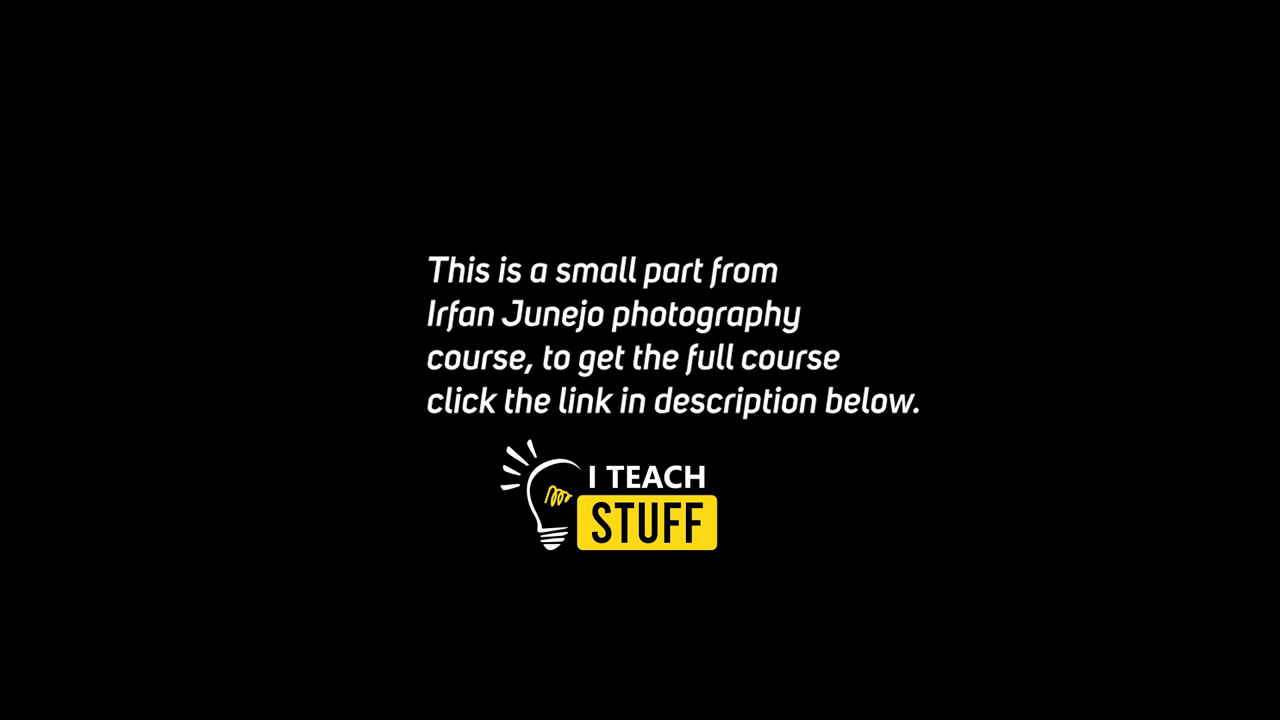 This is a small part from
Irfan Junejo photography
course, to get the full course
click the link in description below.
I TEACH
STUFF